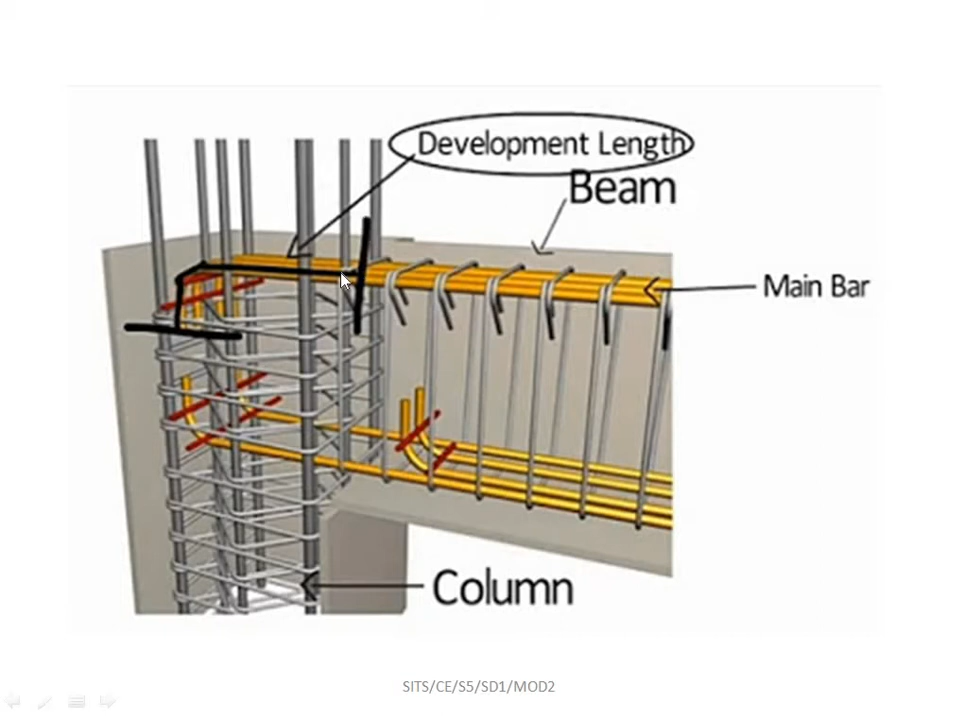 Development Length
Beam
Main Bar
Column
SITS/CE/S5/SD1/MOD2